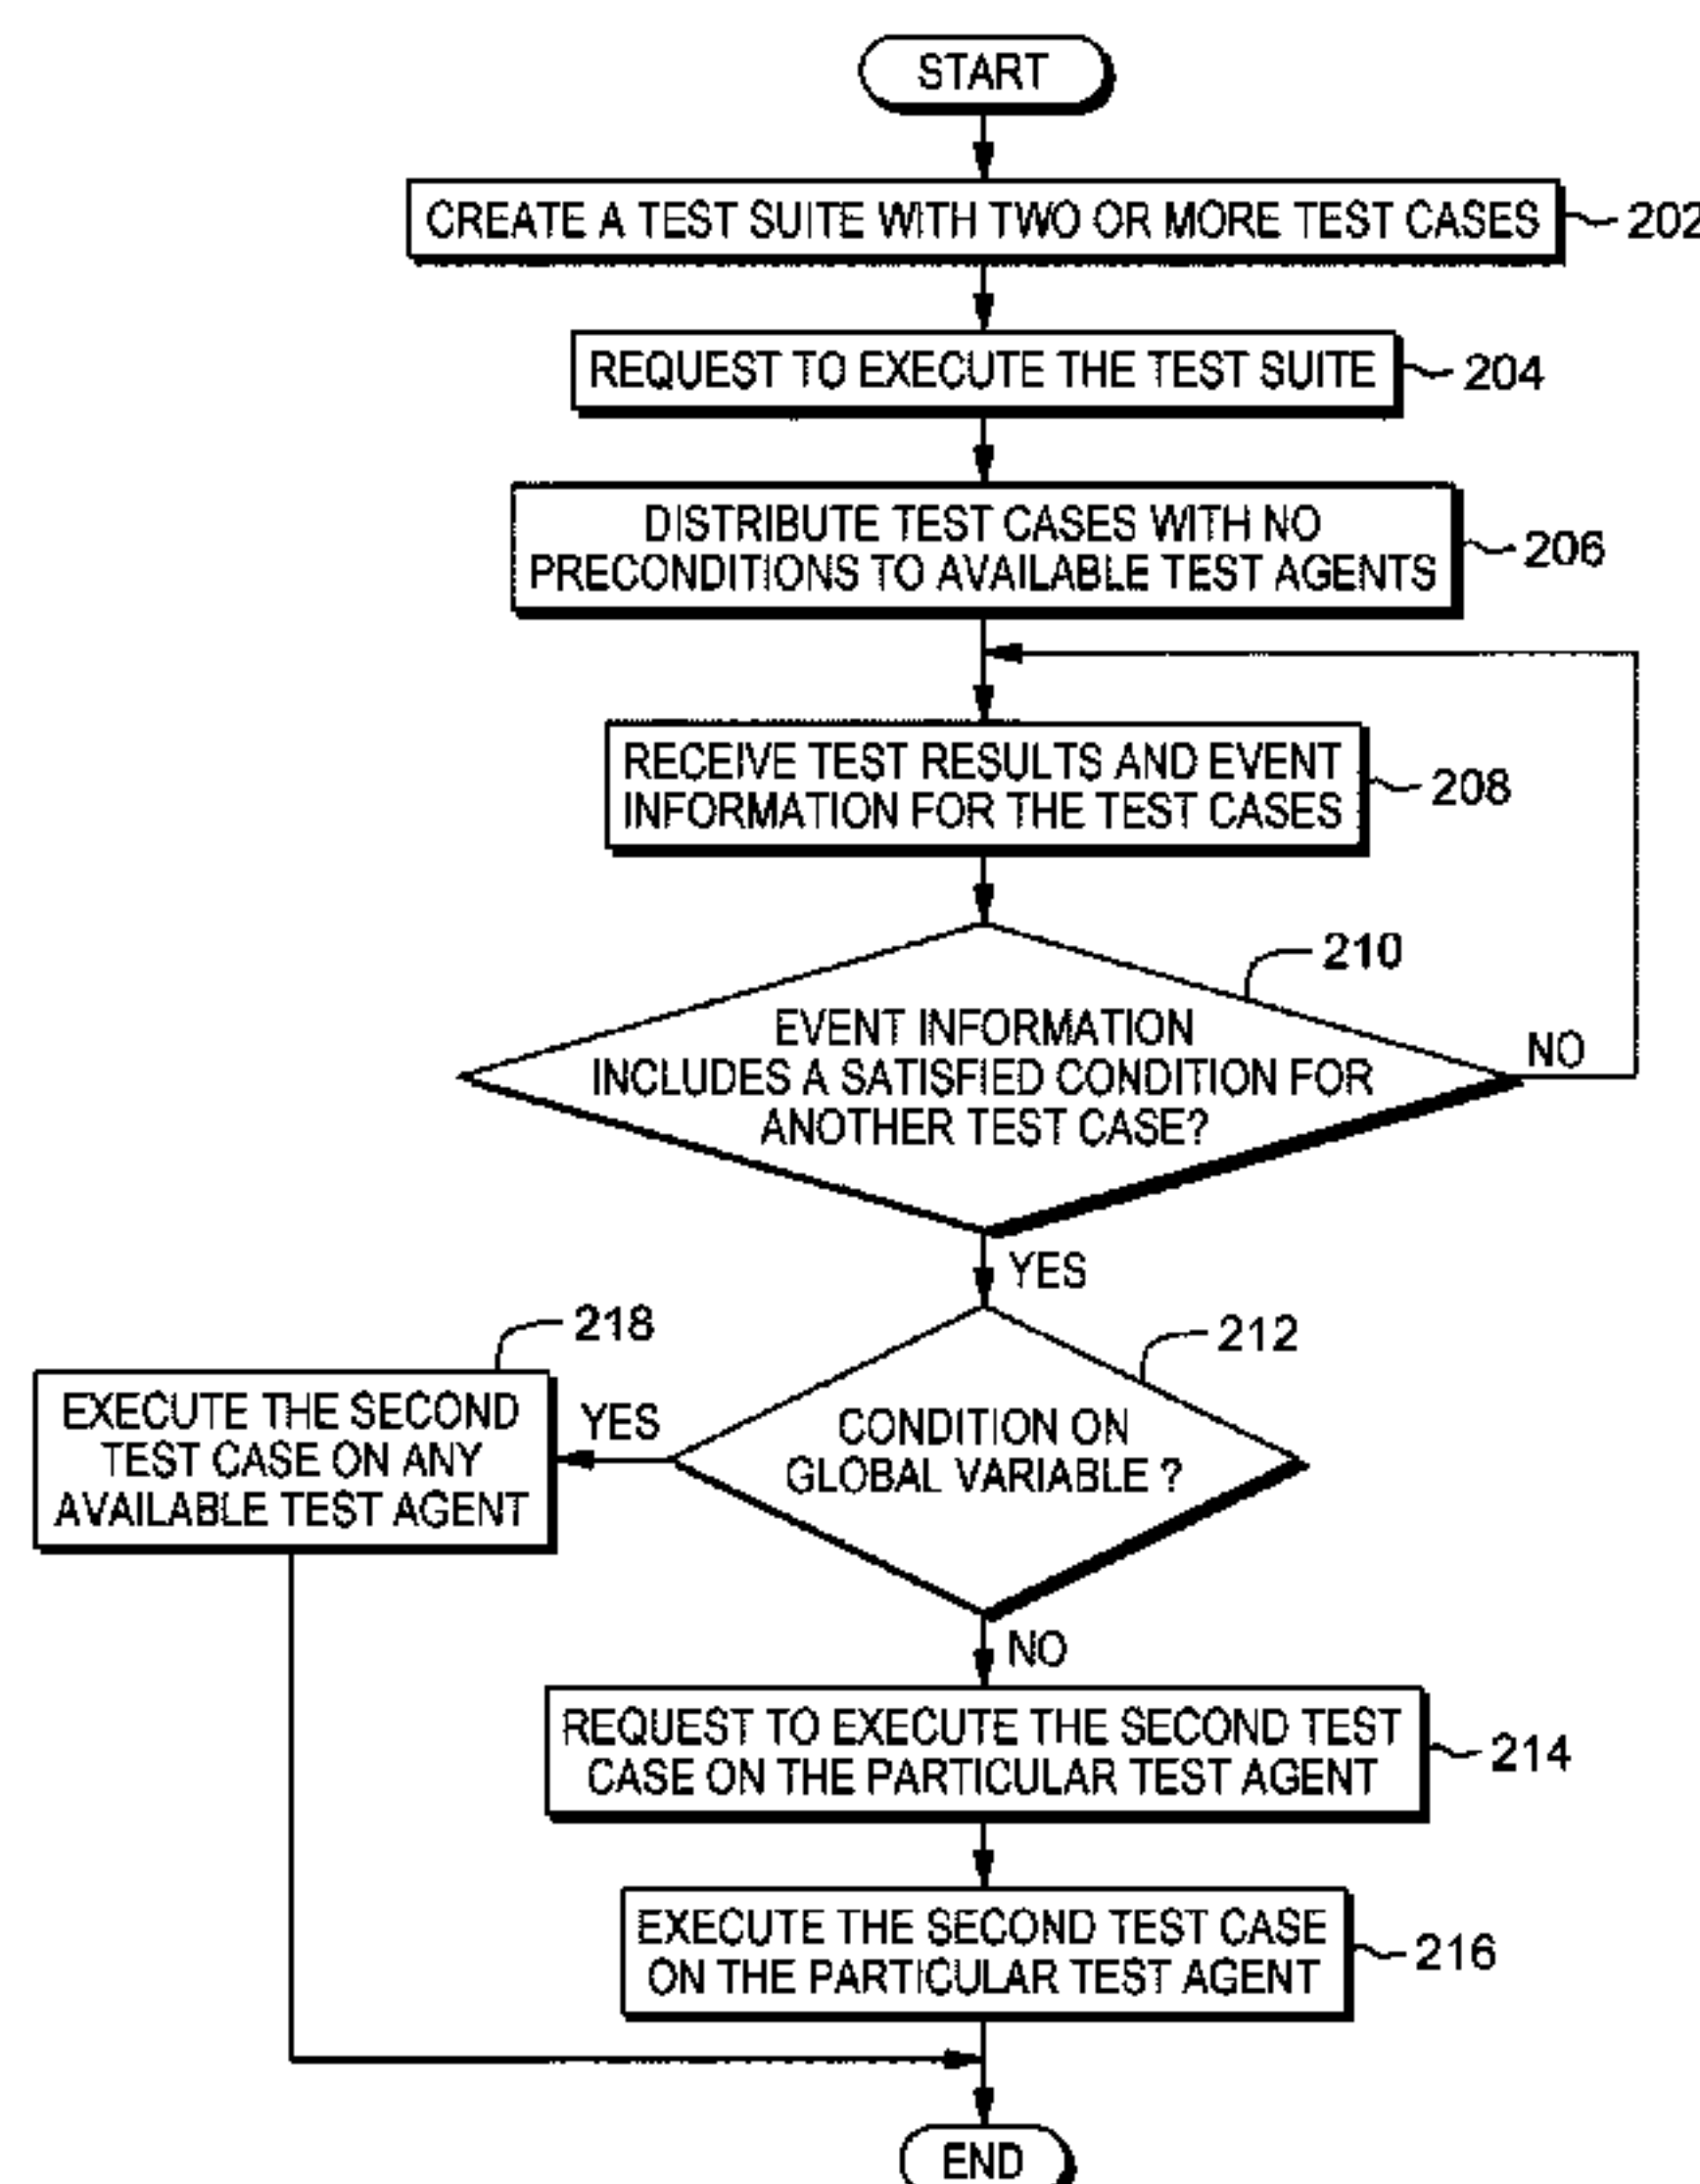 START
CREATE A TEST SUITE WITH TWO OR MORE TEST CASES
202
REQUEST TO EXECUTE THE TEST SUITE
204
DISTRIBUTE TEST CASES WITH NO
PRECONDITIONS TO AVAILABLE TEST AGENTS
206
RECEIVE TEST RESULTS AND EVENT
INFORMATION FOR THE TEST CASES
208
210
EVENT INFORMATION
INCLUDES A SATISFIED CONDITION FOR
ANOTHER TEST CASE?
NO
YES
212
CONDITION ON
GLOBAL VARIABLE ?
YES
218
EXECUTE THE SECOND
TEST CASE ON ANY
AVAILABLE TEST AGENT
NO
REQUEST TO EXECUTE THE SECOND TEST
CASE ON THE PARTICULAR TEST AGENT
214
EXECUTE THE SECOND TEST CASE
ON THE PARTICULAR TEST AGENT
216
END